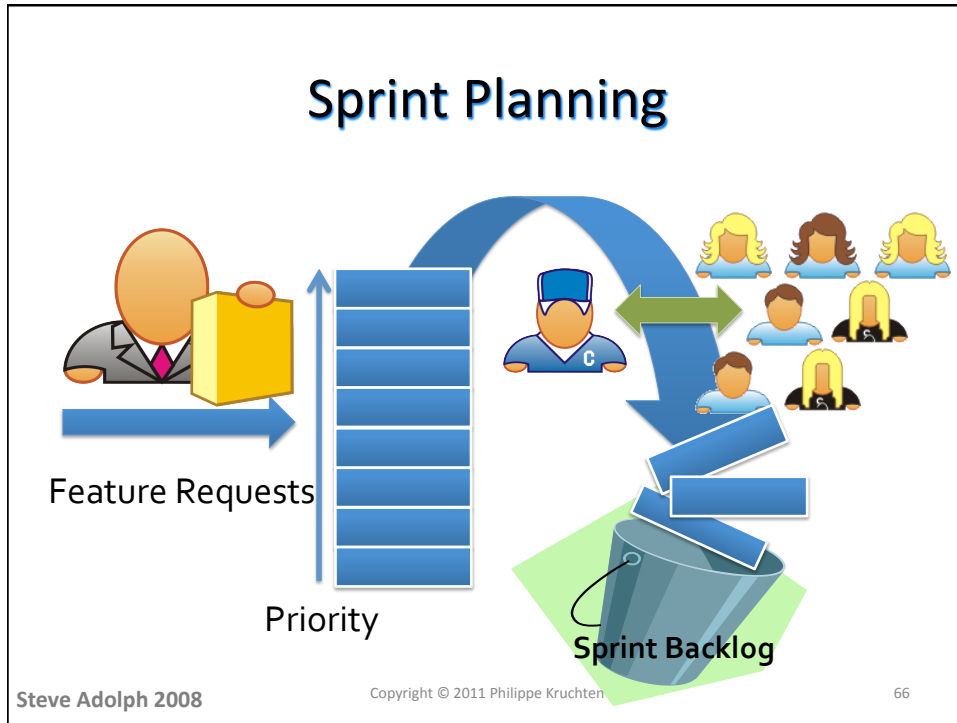 Sprint Planning
Feature Requests
Priority
C
Sprint Backlog
Steve Adolph 2008
Copyright © 2011 Philippe Kruchten
66